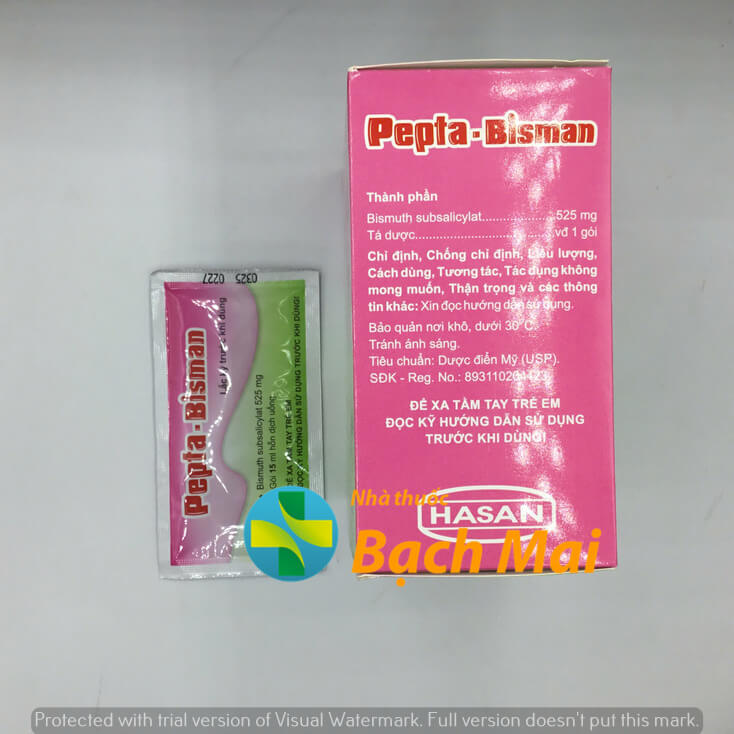 Pepta-Bisman
Thành phần
Bismuth subsalicylat....................525 mg
Tá dược.......................................vđ 1 gói
Chỉ định, Chống chỉ định, Liều lượng,
Cách dùng, Tương tác, Tác dụng không
mong muốn, Thận trọng và các thông
tin khác: Xin đọc hướng dẫn sử dụng.
Bảo quản nơi khô, dưới 30°C.
Tránh ánh sáng.
Tiêu chuẩn: Dược điển Mỹ (USP).
SĐK - Reg. No.:
ĐỂ XA TẦM TAY TRẺ EM
ĐỌC KỸ HƯỚNG DẪN SỬ DỤNG
TRƯỚC KHI DÙNG!
HASAN
0325
0227
Pepta-Bisman
Lắc kỹ trước khi dùng
Bismuth subsalicylat 525 mg
Gói 15 ml hỗn dịch uống
ĐỂ XA TẦM TAY TRẺ EM
ĐỌC KỸ HƯỚNG DẪN SỬ DỤNG TRƯỚC KHI DÙNG!
Nhà thuốc
Bạch Mai
Protected with trial version of Visual Watermark. Full version doesn't put this mark.